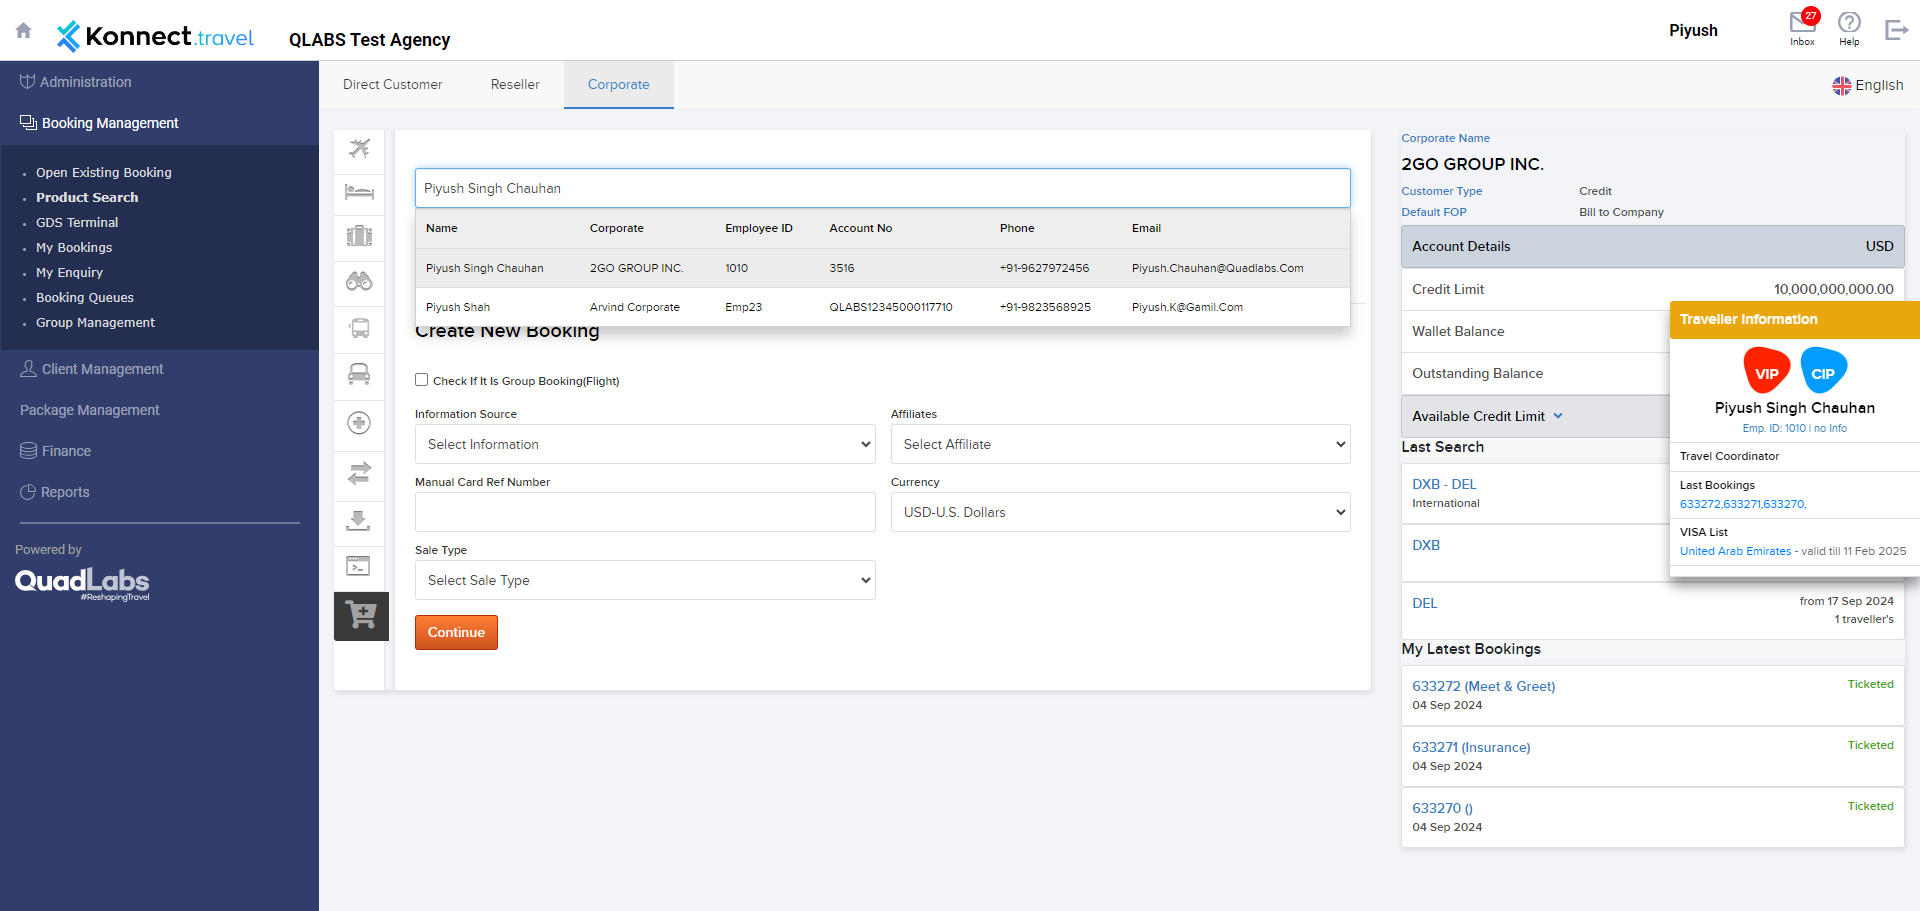 Konnect.travel
QLABS Test Agency
Piyush
27
Inbox
Help
Administration
Booking Management
Open Existing Booking
Product Search
GDS Terminal
My Bookings
My Enquiry
Booking Queues
Group Management
Client Management
Package Management
Finance
Reports
Powered by
QuadLabs
#ReshapingTravel
Direct Customer Reseller Corporate
English
Piyush Singh Chauhan
Name Corporate Employee ID Account No Phone Email
Piyush Singh Chauhan 2GO GROUP INC. 1010 3516 +91-9627972456 Piyush.Chauhan@Quadlabs.Com
Piyush Shah Arvind Corporate Emp23 QLABS12345000117710 +91-9823568925 Piyush.K@Gamil.Com
Create New Booking
Check If It Is Group Booking(Flight)
Information Source Affiliates
Select Information Select Affiliate
Manual Card Ref Number Currency
USD-U.S. Dollars
Sale Type
Select Sale Type
Continue
Corporate Name
2GO GROUP INC.
Customer Type Credit
Default FOP Bill to Company
Account Details USD
Credit Limit 10,000,000,000.00
Wallet Balance
Outstanding Balance
Available Credit Limit
Last Search
DXB - DEL
International
DXB
DEL from 17 Sep 2024
1 traveller's
My Latest Bookings
633272 (Meet & Greet) Ticketed
04 Sep 2024
633271 (Insurance) Ticketed
04 Sep 2024
633270 () Ticketed
04 Sep 2024
Traveller Information
VIP CIP
Piyush Singh Chauhan
Emp. ID: 1010 | no Info
Travel Coordinator
Last Bookings
633272,633271,633270,
VISA List
United Arab Emirates - valid till 11 Feb 2025